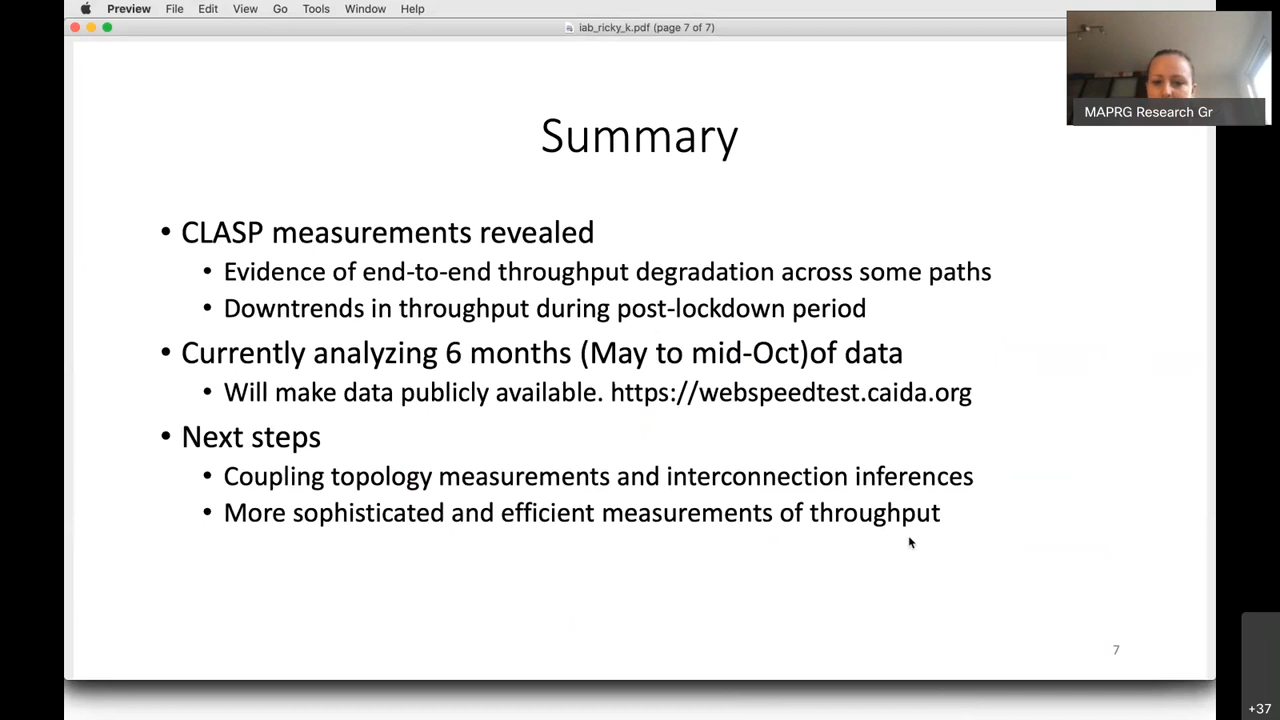 Preview File Edit View Go Tools Window Help
iab_ricky_k.pdf (page 7 of 7)
MAPRG Research Gr
Summary
• CLASP measurements revealed
• Evidence of end-to-end throughput degradation across some paths
• Downtrends in throughput during post-lockdown period
• Currently analyzing 6 months (May to mid-Oct)of data
• Will make data publicly available. https://webspeedtest.caida.org
• Next steps
• Coupling topology measurements and interconnection inferences
• More sophisticated and efficient measurements of throughput
7
+37